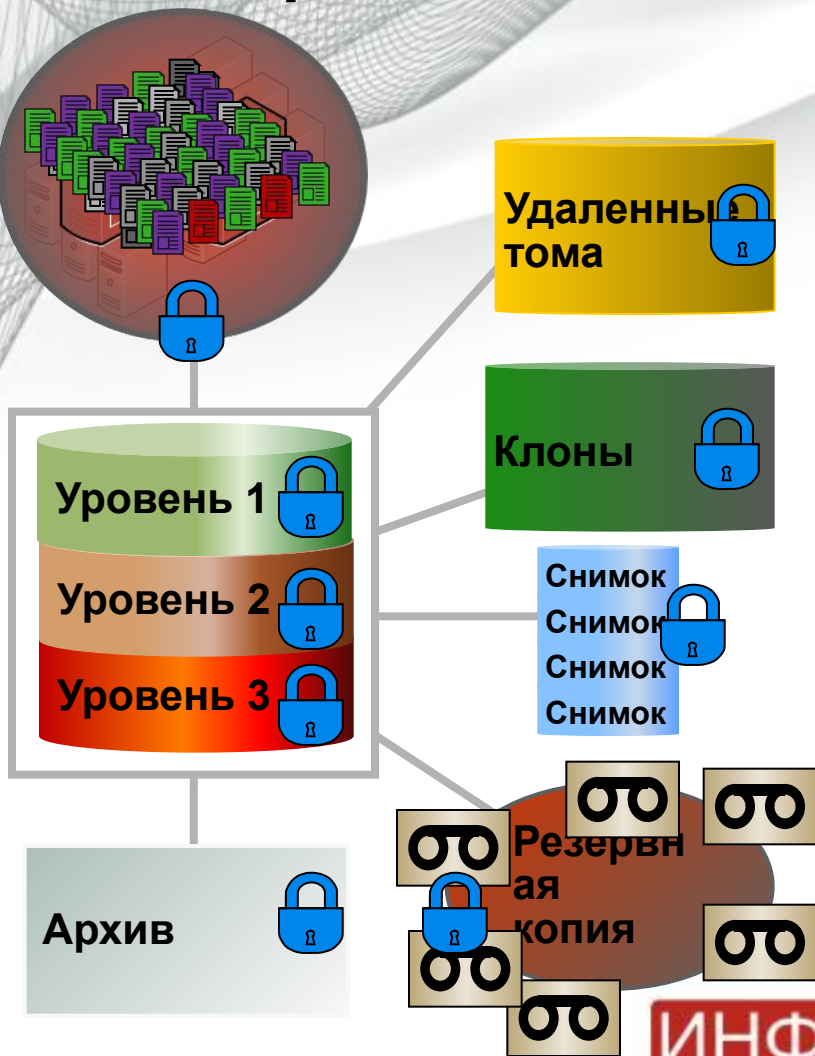 Удаленные
тома
Клоны
Уровень 1
Уровень 2
Уровень 3
Снимок
Снимок
Снимок
Снимок
Архив
Резервн
ая
копия
ИНФ